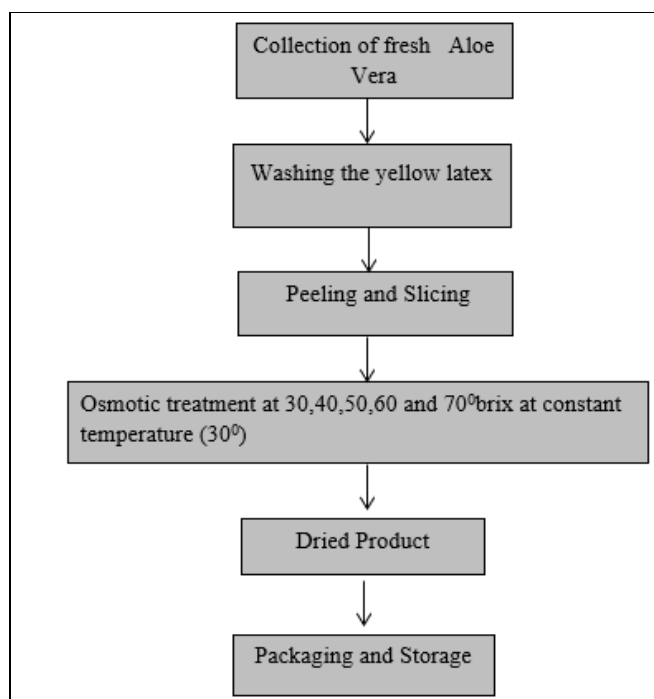 Collection of fresh Aloe
Vera
Washing the yellow latex
Peeling and Slicing
Osmotic treatment at 30,40,50,60 and 70⁰brix at constant
temperature (30⁰)
Dried Product
Packaging and Storage